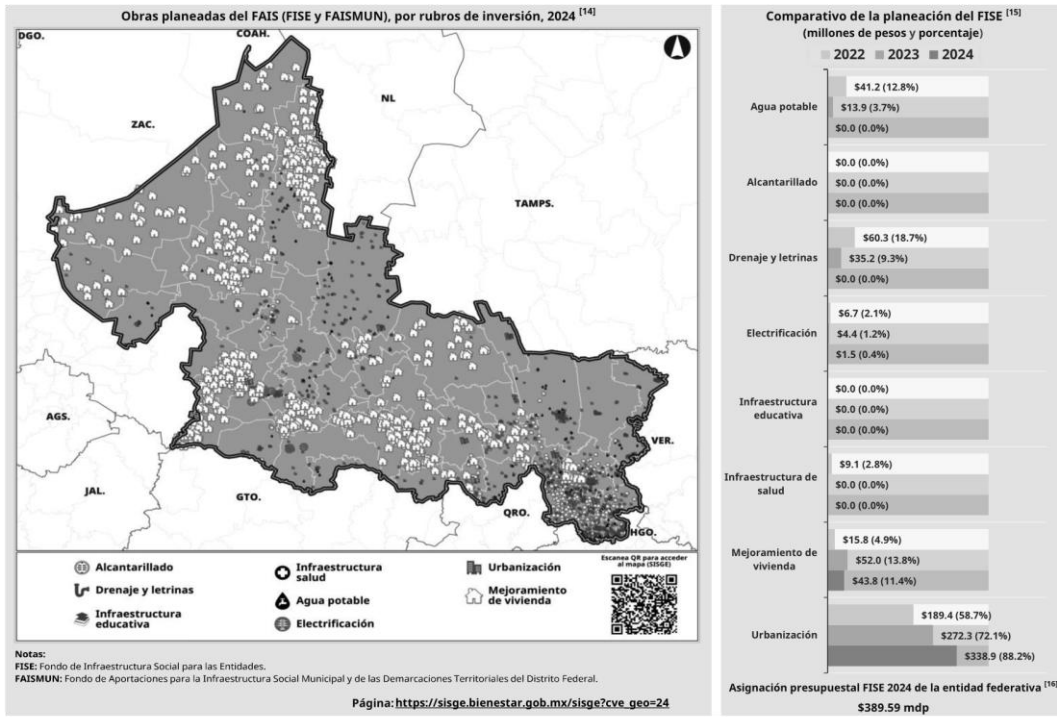 Obras planeadas del FAIS (FISE y FAISMUN), por rubros de inversión, 2024 [14]
DGO.
COAH.
NL
ZAC.
TAMPS.
AGS.
VER.
JAL.
GTO.
QRO.
HGO.
Escanea QR para acceder
al mapa (SISGE)
Alcantarillado
Drenaje y letrinas
Infraestructura
educativa
Infraestructura
salud
Agua potable
Electrificación
Urbanización
Mejoramiento
de vivienda
Notas:
FISE: Fondo de Infraestructura Social para las Entidades.
FAISMUN: Fondo de Aportaciones para la Infraestructura Social Municipal y de las Demarcaciones Territoriales del Distrito Federal.
Página: https://sisge.bienestar.gob.mx/sisge?cve_geo=24
Comparativo de la planeación del FISE [15]
(millones de pesos y porcentaje)
2022 2023 2024
Agua potable
$41.2 (12.8%)
$13.9 (3.7%)
$0.0 (0.0%)
Alcantarillado
$0.0 (0.0%)
$0.0 (0.0%)
$0.0 (0.0%)
Drenaje y letrinas
$60.3 (18.7%)
$35.2 (9.3%)
$0.0 (0.0%)
Electrificación
$6.7 (2.1%)
$4.4 (1.2%)
$1.5 (0.4%)
Infraestructura
educativa
$0.0 (0.0%)
$0.0 (0.0%)
$0.0 (0.0%)
Infraestructura de
salud
$9.1 (2.8%)
$0.0 (0.0%)
$0.0 (0.0%)
Mejoramiento de
vivienda
$15.8 (4.9%)
$52.0 (13.8%)
$43.8 (11.4%)
Urbanización
$189.4 (58.7%)
$272.3 (72.1%)
$338.9 (88.2%)
Asignación presupuestal FISE 2024 de la entidad federativa [16]
$389.59 mdp